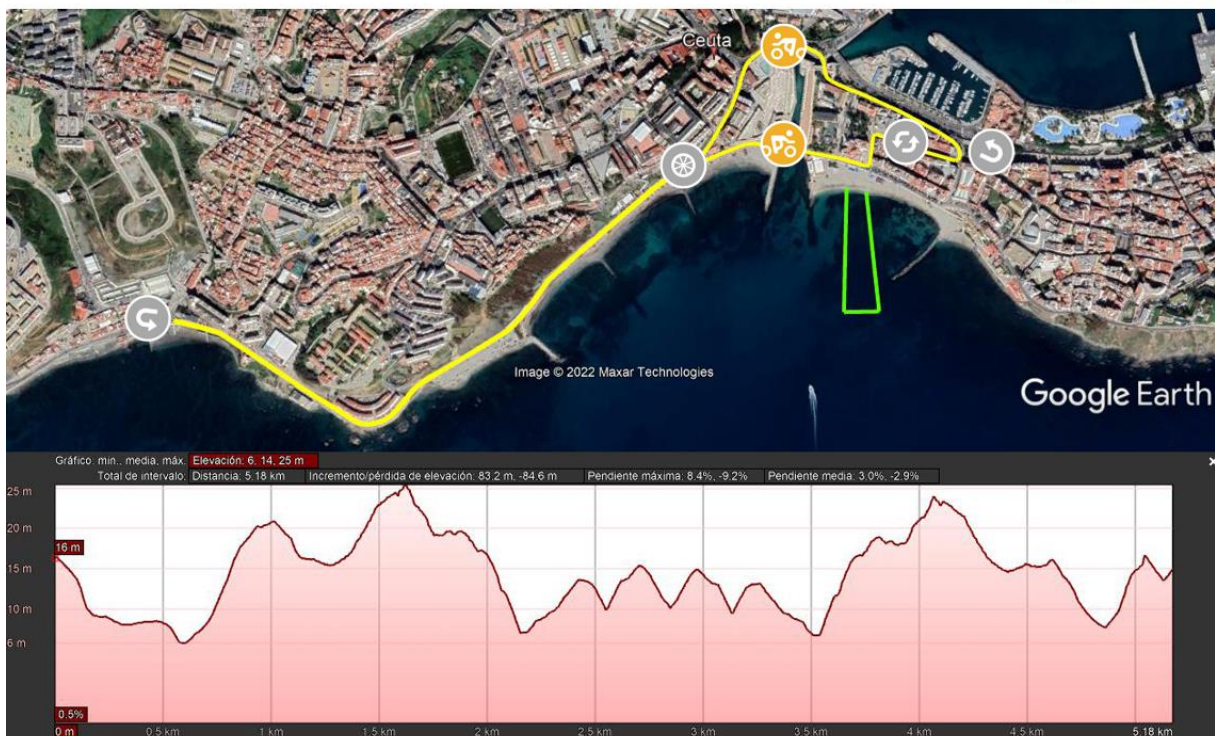 Ceuta
Image © 2022 Maxar Technologies
Google Earth
Gráfico: mín., media, máx. Elevación: 6, 14, 25 m
Total de intervalo: Distancia: 5.18 km Incremento/pérdida de elevación: 83.2 m, -84.6 m Pendiente máxima: 8.4%, -9.2% Pendiente media: 3.0%, -2.9%
25 m
20 m
16 m
15 m
10 m
6 m
0.5%
0 m 0.5 km 1 km 1.5 km 2 km 2.5 km 3 km 3.5 km 4 km 4.5 km 5.18 km